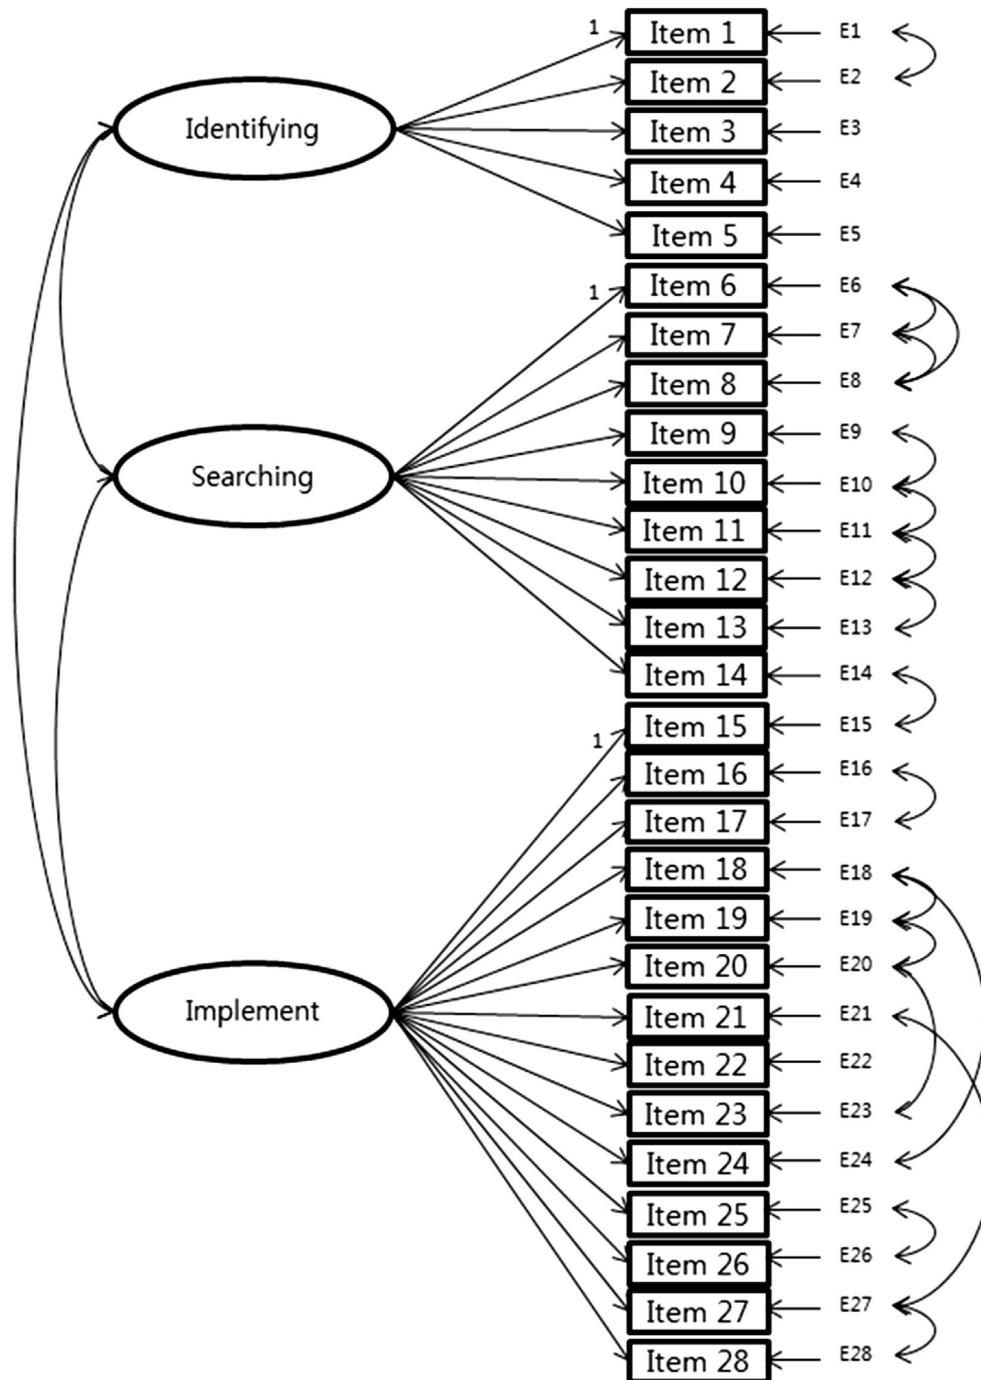 1
Item 1
E1
Item 2
E2
Identifying
Item 3
E3
Item 4
E4
Item 5
E5
1
Item 6
E6
Item 7
E7
Item 8
E8
Item 9
E9
Searching
Item 10
E10
Item 11
E11
Item 12
E12
Item 13
E13
Item 14
E14
1
Item 15
E15
Item 16
E16
Item 17
E17
Item 18
E18
Item 19
E19
Item 20
E20
Implement
Item 21
E21
Item 22
E22
Item 23
E23
Item 24
E24
Item 25
E25
Item 26
E26
Item 27
E27
Item 28
E28